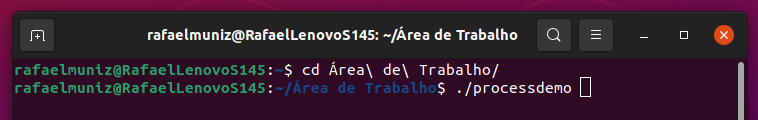 rafaelmuniz@RafaelLenovoS145: ~/Área de Trabalho
rafaelmuniz@RafaelLenovoS145:~$ cd Área\ de\ Trabalho/
rafaelmuniz@RafaelLenovoS145:~/Área de Trabalho$ ./processdemo